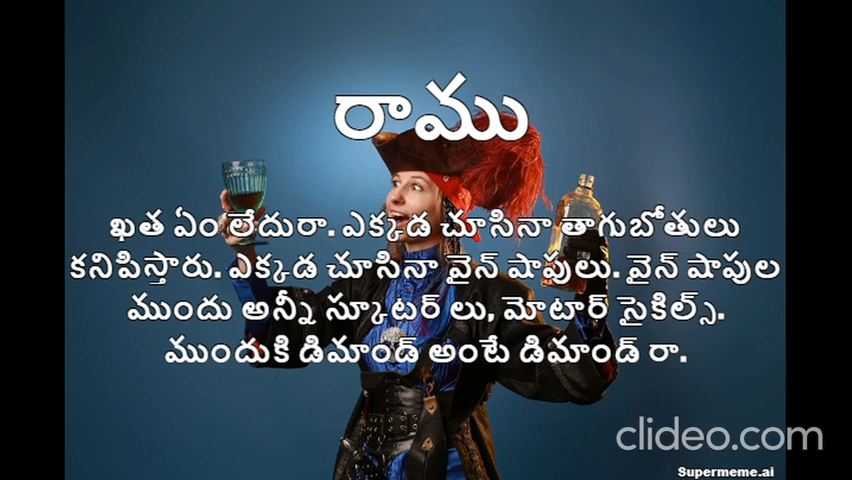 రాము
ఖత ఏం లేదురా. ఎక్కడ చూసినా తాగుబోతులు
కనిపిస్తారు. ఎక్కడ చూసినా వైన్ షాపులు. వైన్ షాపుల
ముందు అన్నీ స్కూటర్ లు, మోటార్ సైకిల్స్.
ముందుకి డిమాండ్ అంటే డిమాండ్ రా.
clideo.com
Supermeme.ai